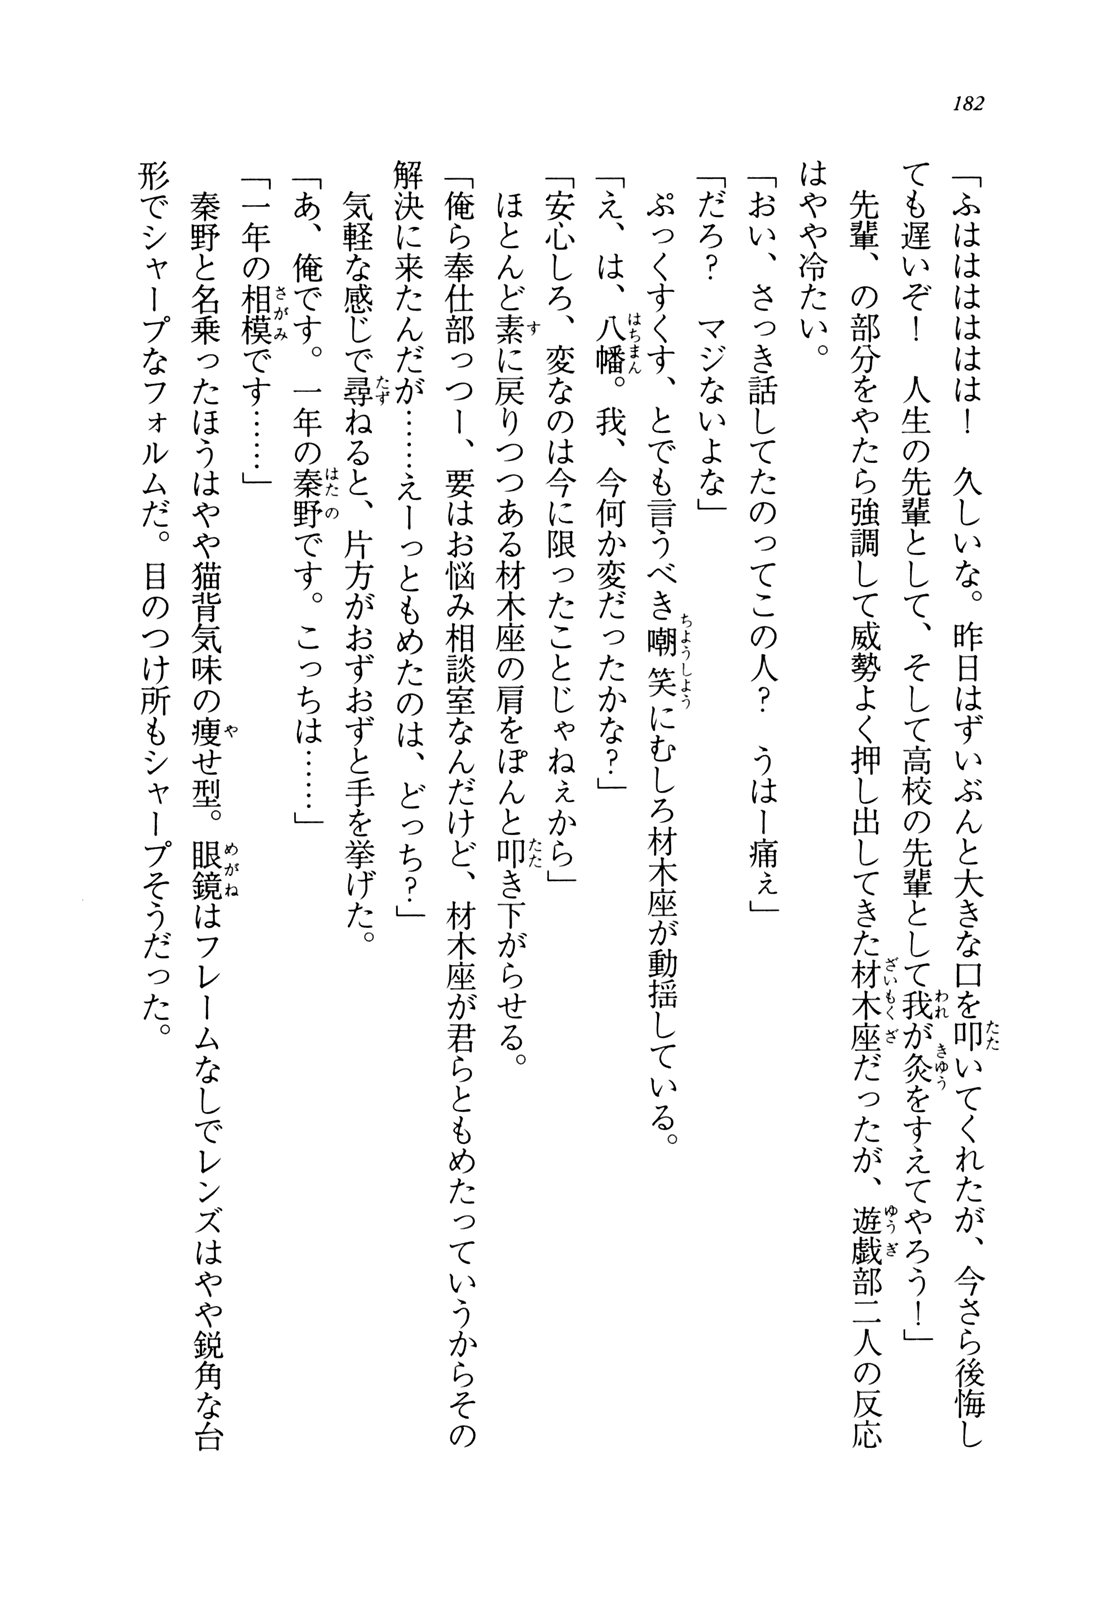 182
「ふははははは！　久しいな。昨日はずいぶんと大きな口を叩いてくれたが、今さら後悔し
ても遅いぞ！　人生の先輩として、そして高校の先輩として我が灸をすえてやろう！」
　先輩、の部分をやたら強調して威勢よく押し出してきた材木座だったが、遊戯部二人の反応
はやや冷たい。
「おい、さっき話してたのってこの人？　うはー痛ぇ」
「だろ？　マジないよな」
　ぷっくすくす、とでも言うべき嘲笑にむしろ材木座が動揺している。
「え、は、八幡。我、今何か変だったかな？」
「安心しろ、変なのは今に限ったことじゃねぇから」
　ほとんど素に戻りつつある材木座の肩をぽんと叩き下がらせる。
「俺ら奉仕部っつー、要はお悩み相談室なんだけど、材木座が君らともめたっていうからその
解決に来たんだが……えーっともめたのは、どっち？」
　気軽な感じで尋ねると、片方がおずおずと手を挙げた。
「あ、俺です。一年の秦野です。こっちは……」
「一年の相模です……」
　秦野と名乗ったほうはやや猫背気味の痩せ型。眼鏡はフレームなしでレンズはやや鋭角な台
形でシャープなフォルムだ。目のつけ所もシャープそうだった。